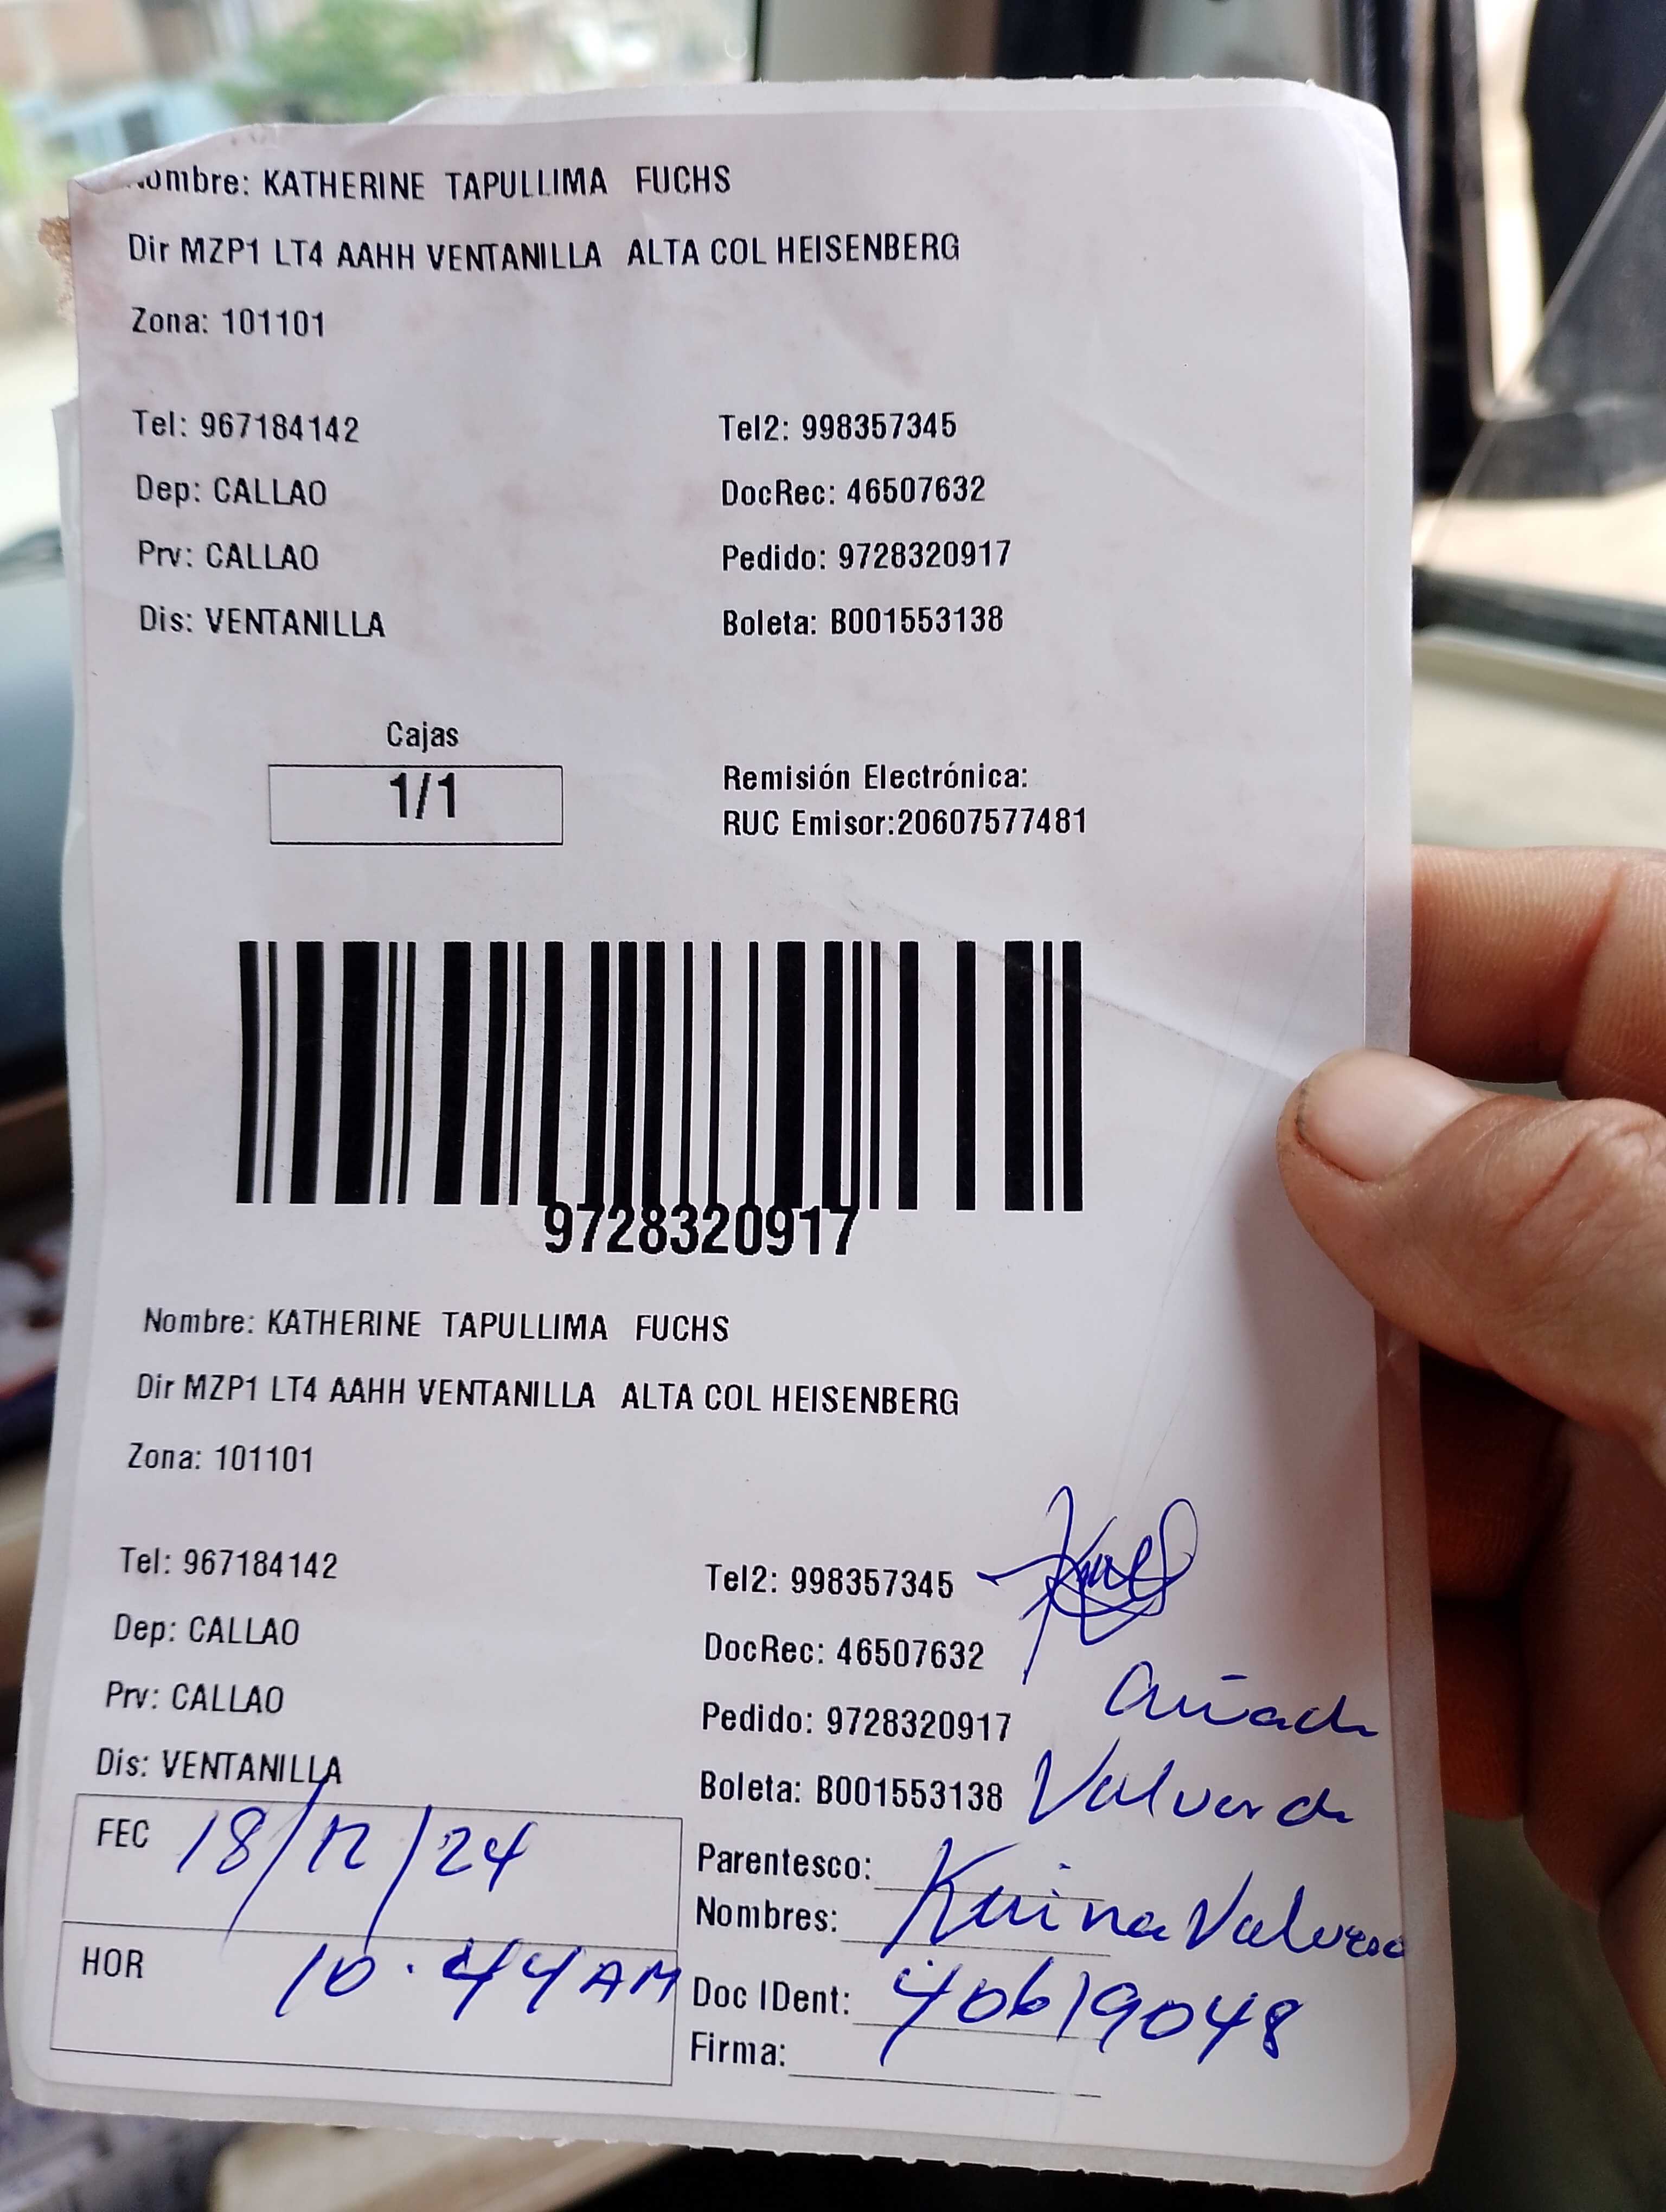 Nombre: KATHERINE TAPULLIMA FUCHS
Dir MZP1 LT4 AAHH VENTANILLA ALTA COL HEISENBERG
Zona: 101101
Tel: 967184142 Tel2: 998357345
Dep: CALLAO DocRec: 46507632
Prv: CALLAO Pedido: 9728320917
Dis: VENTANILLA Boleta: B001553138
Cajas
1/1
Remisión Electrónica:
RUC Emisor:20607577481
9728320917
Nombre: KATHERINE TAPULLIMA FUCHS
Dir MZP1 LT4 AAHH VENTANILLA ALTA COL HEISENBERG
Zona: 101101
Tel: 967184142 Tel2: 998357345
Dep: CALLAO DocRec: 46507632
Prv: CALLAO Pedido: 9728320917
Dis: VENTANILLA Boleta: B001553138
Valverde
FEC 18/12/24 Parentesco:
Nombres: Karina Valverde
HOR 10.44AM Doc IDent: 40619048
Firma: